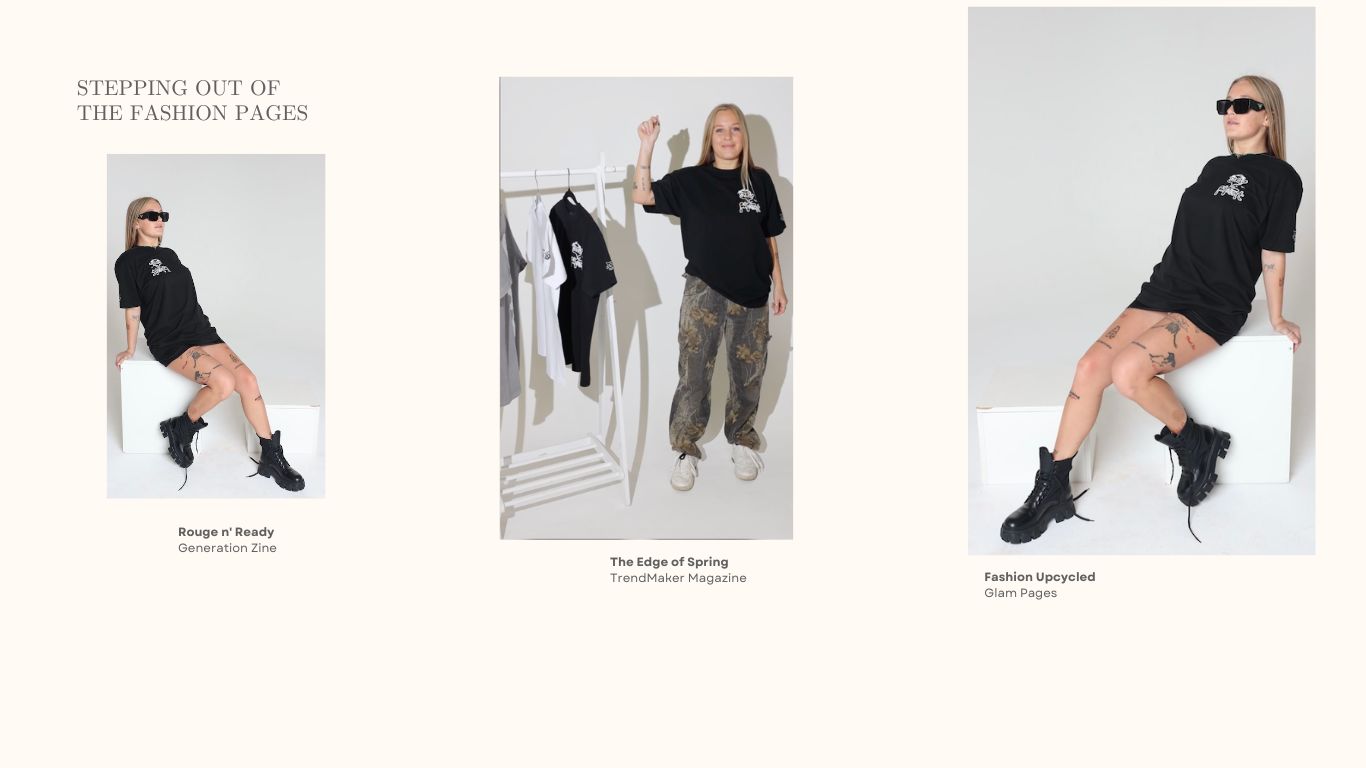 STEPPING OUT OF
THE FASHION PAGES
Rouge n' Ready
Generation Zine
The Edge of Spring
TrendMaker Magazine
Fashion Upcycled
Glam Pages